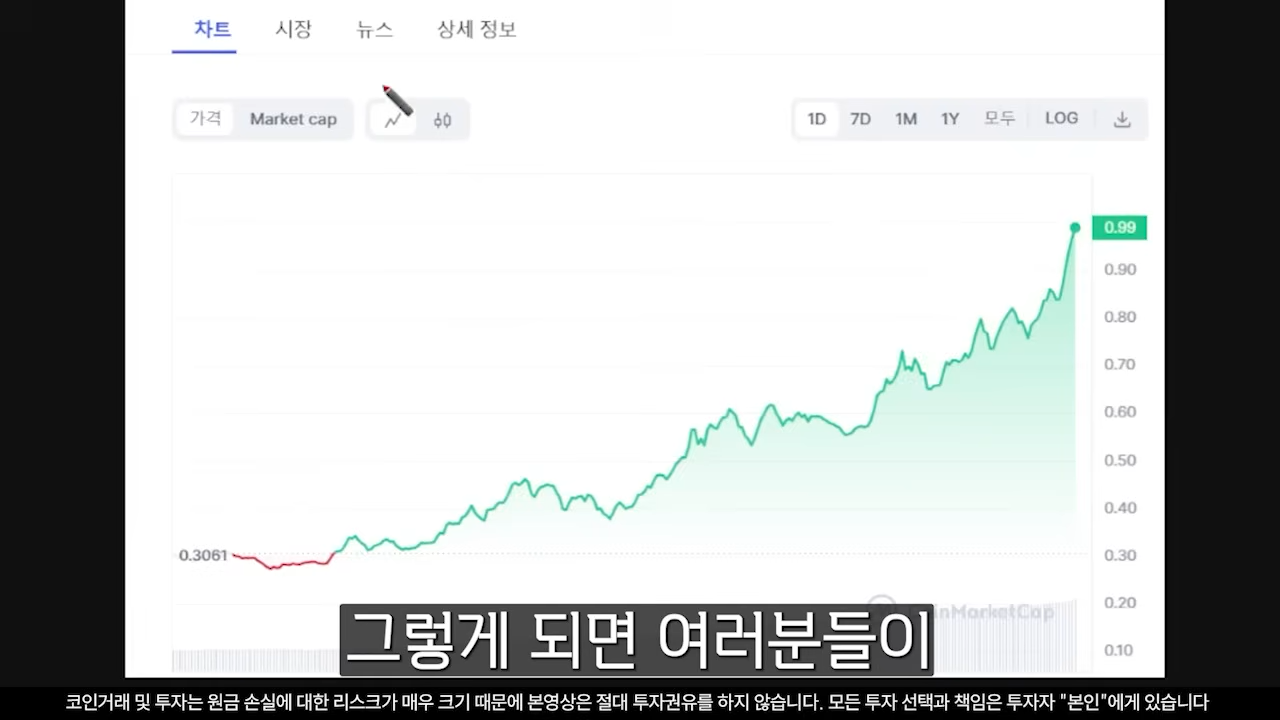 차트 시장 뉴스 상세 정보
가격 Market cap 1D 7D 1M 1Y 모두 LOG
0.99
0.90
0.80
0.70
0.60
0.50
0.40
0.3061 0.30
0.20
CoinMarketCap
0.10
그렇게 되면 여러분들이
코인거래 및 투자는 원금 손실에 대한 리스크가 매우 크기 때문에 본영상은 절대 투자권유를 하지 않습니다. 모든 투자 선택과 책임은 투자자 "본인"에게 있습니다